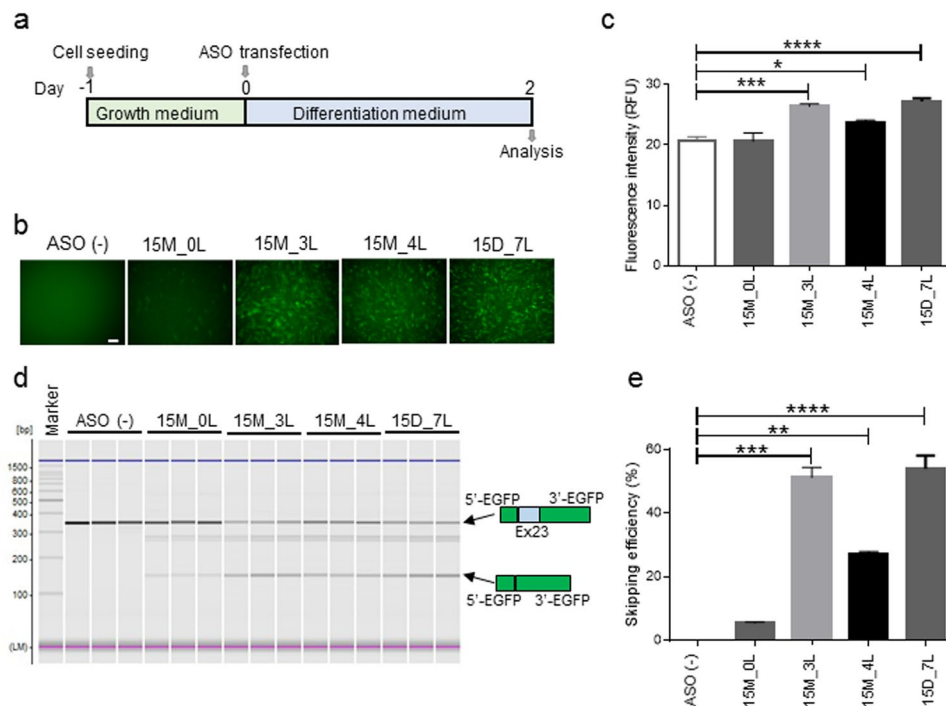 a
Cell seeding
ASO transfection
Day
-1
0
2
Growth medium
Differentiation medium
Analysis
b
ASO (-)
15M_0L
15M_3L
15M_4L
15D_7L
c
****
*
***
Fluorescence intensity (RFU)
30
20
10
0
ASO (-)
15M_0L
15M_3L
15M_4L
15D_7L
d
Marker
ASO (-)
15M_0L
15M_3L
15M_4L
15D_7L
[bp]
1500
800
600
500
400
300
200
100
(LM)
5'-EGFP
3'-EGFP
Ex23
5'-EGFP
3'-EGFP
e
****
**
***
Skipping efficiency (%)
60
40
20
0
ASO (-)
15M_0L
15M_3L
15M_4L
15D_7L